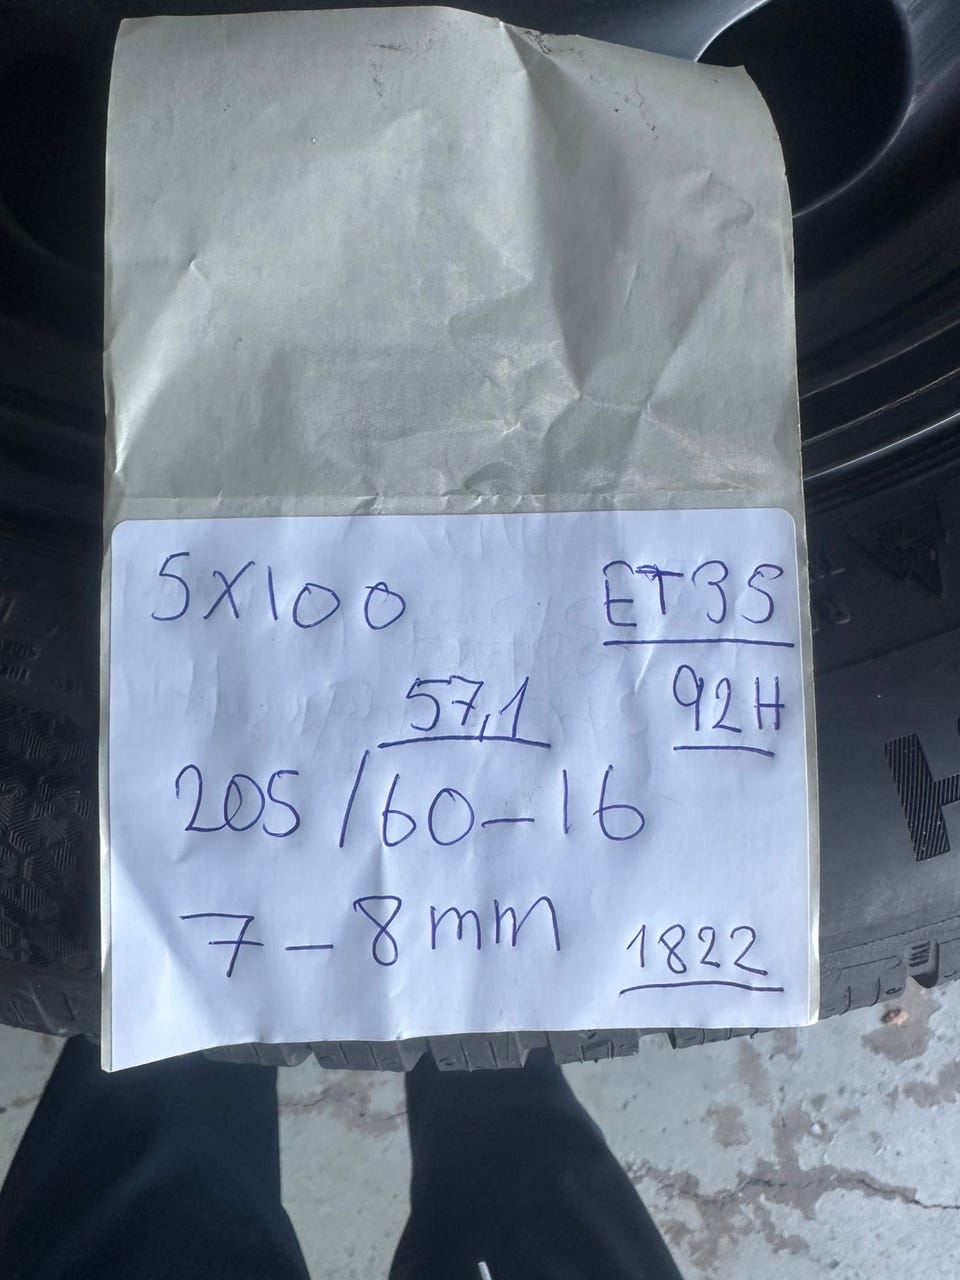 5X100 ET35
57,1 92H
205/60-16
7-8mm 1822
H